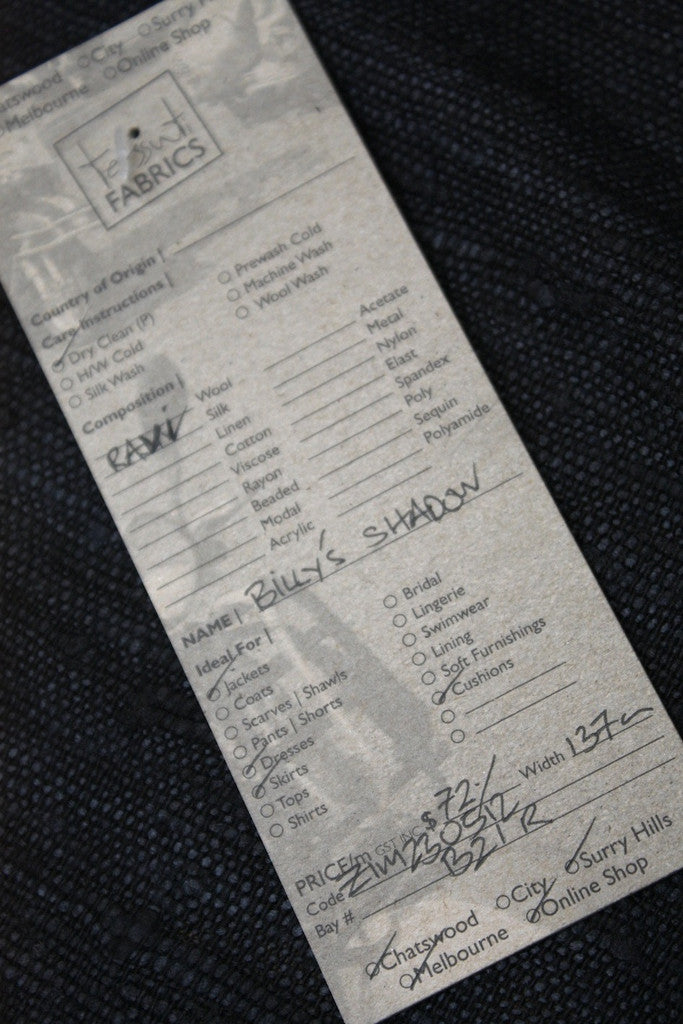 Surry H
City
Chatswood
Online Shop
Melbourne
FABRICS
Country of Origin |
Care Instructions |
Dry Clean (P)
H/W Cold
Silk Wash
Prewash Cold
Machine Wash
Wool Wash
Composition |
RAVI Wool
Silk
Linen
Cotton
Viscose
Rayon
Beaded
Modal
Acrylic
Acetate
Metal
Nylon
Elast
Spandex
Poly
Sequin
Polyamide
NAME | BILLY'S SHADOW
Ideal For |
Jackets
Coats
Scarves | Shawls
Pants | Shorts
Dresses
Skirts
Tops
Shirts
Bridal
Lingerie
Swimwear
Lining
Soft Furnishings
Cushions
PRICE/m GST INC $72/ Width 137cm
Code ZIM230512
Bay # B21R
Chatswood City Surry Hills
Melbourne Online Shop